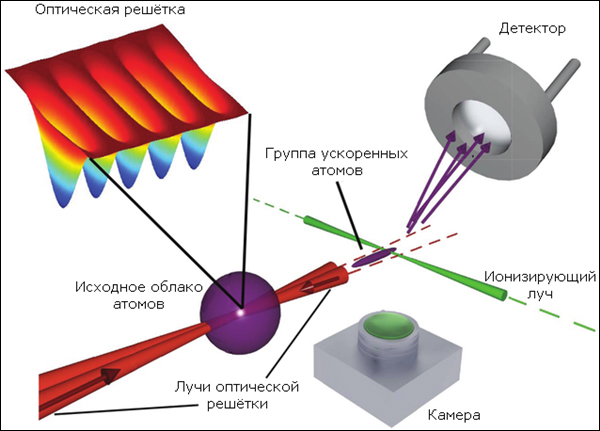 Оптическая решётка
Детектор
Группа ускоренных
атомов
Исходное облако
атомов
Ионизирующий
луч
Лучи оптической
решётки
Камера